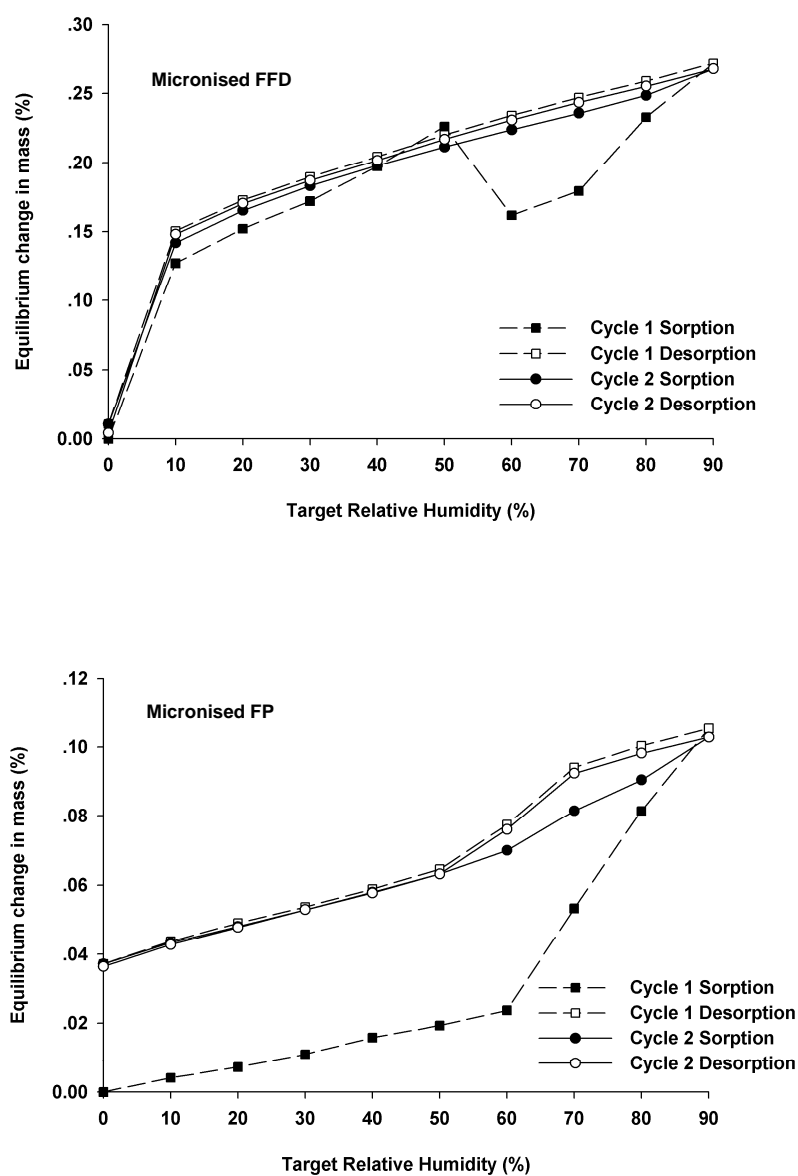 .30
Micronised FFD
.25
.20
.15
.10
.05
0.00
Equilibrium change in mass (%)
Cycle 1 Sorption
Cycle 1 Desorption
Cycle 2 Sorption
Cycle 2 Desorption
0 10 20 30 40 50 60 70 80 90
Target Relative Humidity (%)
.12
Micronised FP
.10
.08
.06
.04
.02
0.00
Equilibrium change in mass (%)
Cycle 1 Sorption
Cycle 1 Desorption
Cycle 2 Sorption
Cycle 2 Desorption
0 10 20 30 40 50 60 70 80 90
Target Relative Humidity (%)